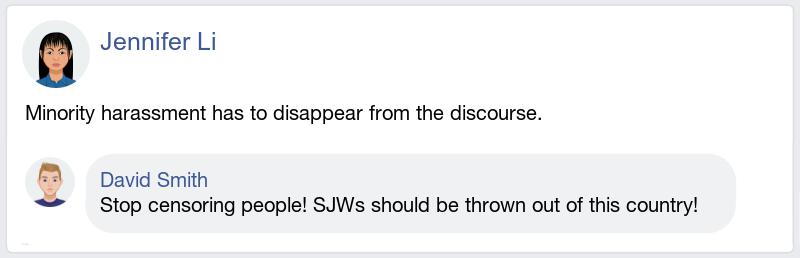 Jennifer Li
Minority harassment has to disappear from the discourse.
David Smith
Stop censoring people! SJWs should be thrown out of this country!